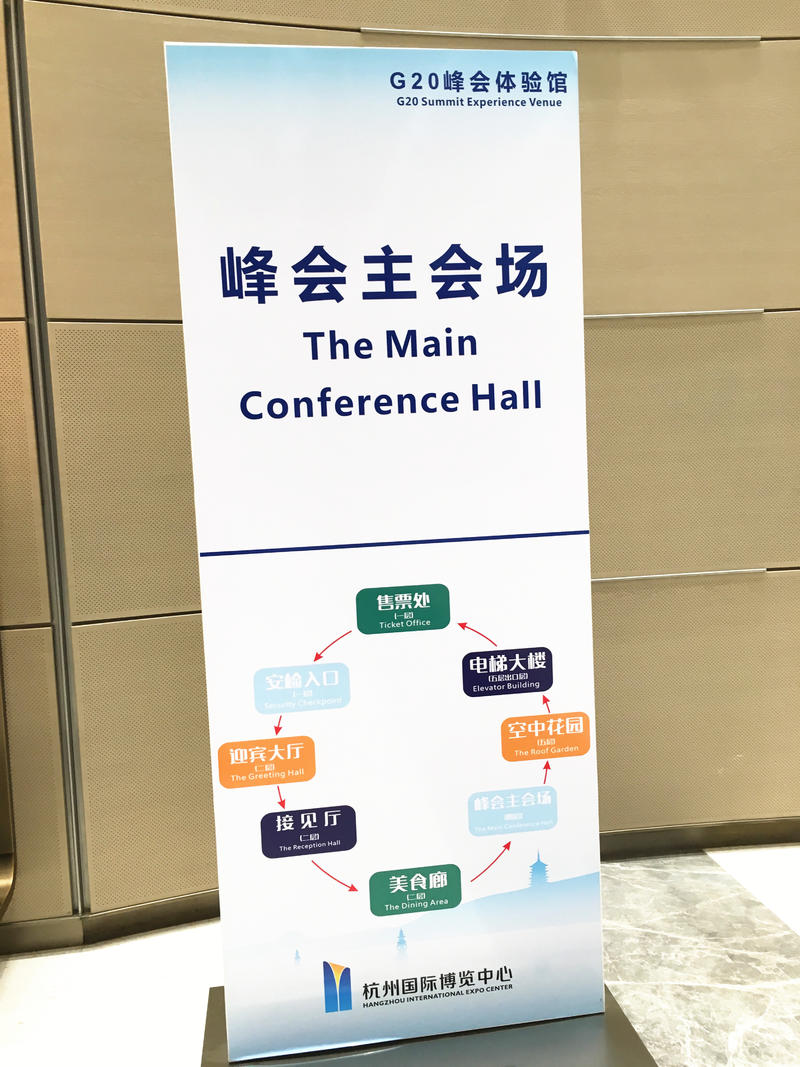 G20峰会体验馆
G20 Summit Experience Venue
峰会主会场
The Main
Conference Hall
售票处
(一层)
Ticket Office
安检入口
(一层)
Security Checkpoint
迎宾大厅
(二层)
The Greeting Hall
接见厅
(二层)
The Reception Hall
美食廊
(二层)
The Dining Area
峰会主会场
The Main Conference Hall
空中花园
(五层)
The Roof Garden
电梯大楼
(五层出口层)
Elevator Building
杭州国际博览中心
HANGZHOU INTERNATIONAL EXPO CENTER